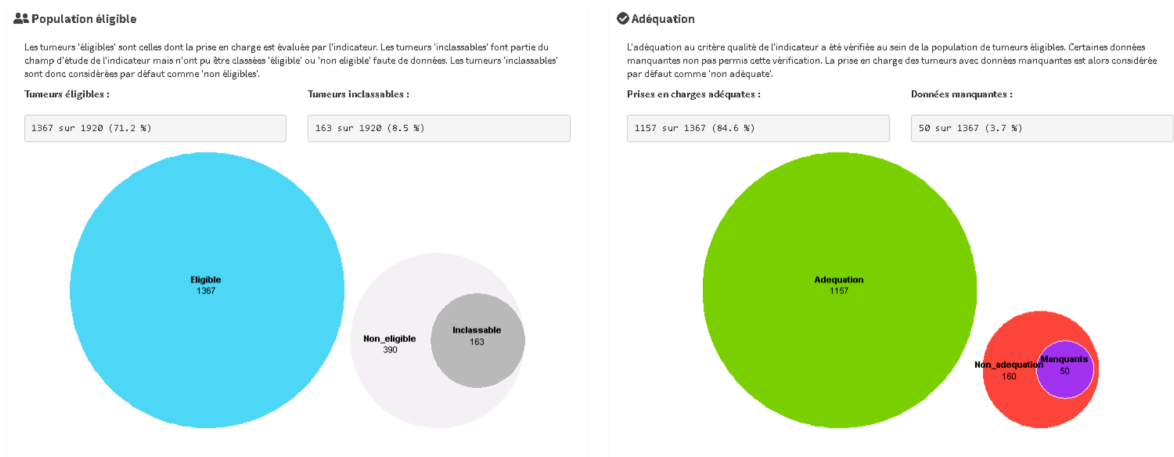 Population éligible
Les tumeurs 'éligibles' sont celles dont la prise en charge est évaluée par l'indicateur. Les tumeurs 'inclassables' font partie du
champ d'étude de l'indicateur mais n'ont pu être classées 'éligible' ou 'non eligible' faute de données. Les tumeurs 'inclassables'
sont donc considérées par défaut comme 'non éligibles'.
Tumeurs éligibles :
Tumeurs inclassables :
1367 sur 1920 (71.2 %)
163 sur 1920 (8.5 %)
Eligible
1367
Non_eligible
390
Inclassable
163
Adéquation
L'adéquation au critère qualité de l'indicateur a été vérifiée au sein de la population de tumeurs éligibles. Certaines données
manquantes non pas permis cette vérification. La prise en charge des tumeurs avec données manquantes est alors considérée
par défaut comme 'non adéquate'.
Prises en charges adéquates :
Données manquantes :
1157 sur 1367 (84.6 %)
50 sur 1367 (3.7 %)
Adequation
1157
Non_adequation
160
Manquants
50